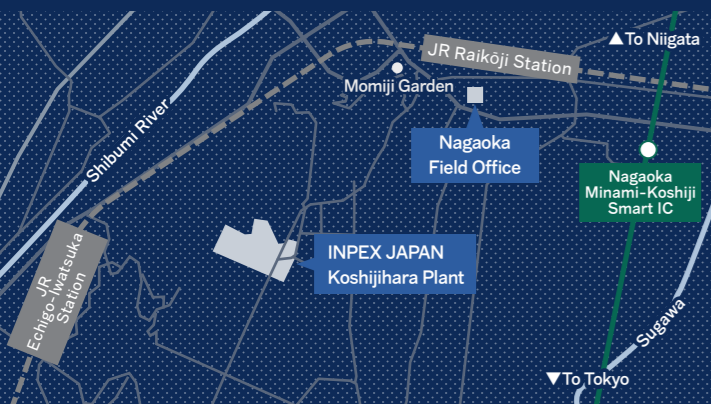 ▲To Niigata
JR Raikōji Station
Momiji Garden
Shibumi River
Nagaoka
Field Office
Nagaoka
Minami-Koshiji
Smart IC
INPEX JAPAN
Koshijihara Plant
JR
Echigo-Iwatsuka
Station
Sugawa
▼To Tokyo